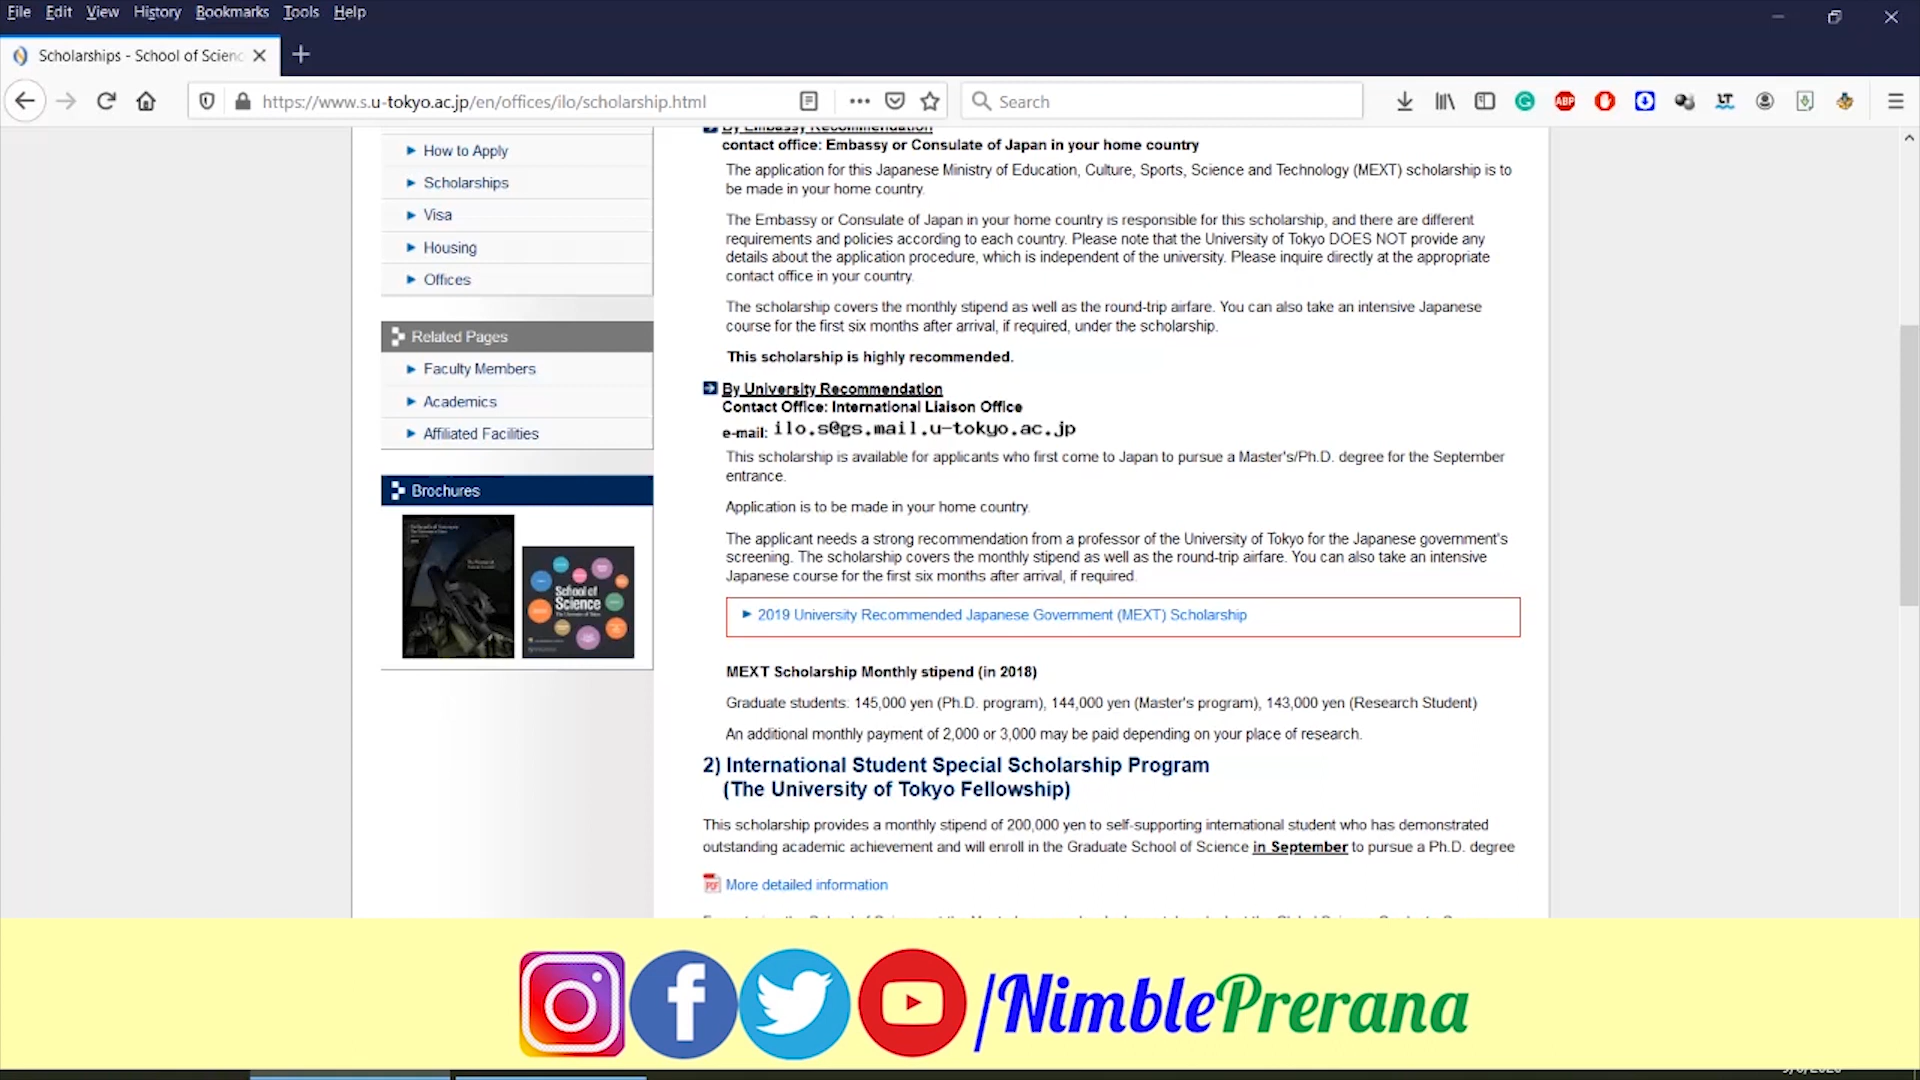 File Edit View History Bookmarks Tools Help
Scholarships - School of Scienc
https://www.s.u-tokyo.ac.jp/en/offices/ilo/scholarship.html
Search
ABP
LT
How to Apply
Scholarships
Visa
Housing
Offices
Related Pages
Faculty Members
Academics
Affiliated Facilities
Brochures
School of
Science
By Embassy Recommendation
contact office: Embassy or Consulate of Japan in your home country
The application for this Japanese Ministry of Education, Culture, Sports, Science and Technology (MEXT) scholarship is to
be made in your home country.
The Embassy or Consulate of Japan in your home country is responsible for this scholarship, and there are different
requirements and policies according to each country. Please note that the University of Tokyo DOES NOT provide any
details about the application procedure, which is independent of the university. Please inquire directly at the appropriate
contact office in your country.
The scholarship covers the monthly stipend as well as the round-trip airfare. You can also take an intensive Japanese
course for the first six months after arrival, if required, under the scholarship.
This scholarship is highly recommended.
By University Recommendation
Contact Office: International Liaison Office
e-mail: ilo.s@gs.mail.u-tokyo.ac.jp
This scholarship is available for applicants who first come to Japan to pursue a Master's/Ph.D. degree for the September
entrance.
Application is to be made in your home country.
The applicant needs a strong recommendation from a professor of the University of Tokyo for the Japanese government's
screening. The scholarship covers the monthly stipend as well as the round-trip airfare. You can also take an intensive
Japanese course for the first six months after arrival, if required.
2019 University Recommended Japanese Government (MEXT) Scholarship
MEXT Scholarship Monthly stipend (in 2018)
Graduate students: 145,000 yen (Ph.D. program), 144,000 yen (Master's program), 143,000 yen (Research Student)
An additional monthly payment of 2,000 or 3,000 may be paid depending on your place of research.
2) International Student Special Scholarship Program
(The University of Tokyo Fellowship)
This scholarship provides a monthly stipend of 200,000 yen to self-supporting international student who has demonstrated
outstanding academic achievement and will enroll in the Graduate School of Science in September to pursue a Ph.D. degree
PDF More detailed information
/NimblePrerana